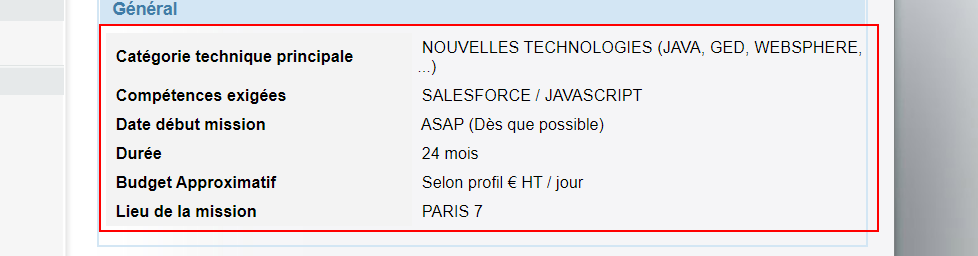 Général
Catégorie technique principale NOUVELLES TECHNOLOGIES (JAVA, GED, WEBSPHERE,
...)
Compétences exigées SALESFORCE / JAVASCRIPT
Date début mission ASAP (Dès que possible)
Durée 24 mois
Budget Approximatif Selon profil € HT / jour
Lieu de la mission PARIS 7